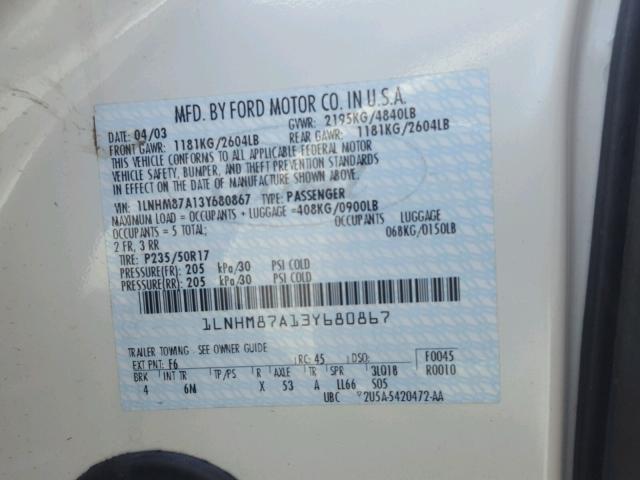 MFD. BY FORD MOTOR CO. IN U.S.A.
DATE: 04/03 GVWR: 2195KG/4840LB
FRONT GAWR: 1181KG/2604LB REAR GAWR: 1181KG/2604LB
THIS VEHICLE CONFORMS TO ALL APPLICABLE FEDERAL MOTOR
VEHICLE SAFETY, BUMPER, AND THEFT PREVENTION STANDARDS
IN EFFECT ON THE DATE OF MANUFACTURE SHOWN ABOVE.
VIN: 1LNHM87A13Y680867 TYPE: PASSENGER
MAXIMUM LOAD = OCCUPANTS + LUGGAGE =408KG/0900LB
OCCUPANTS = 5 TOTAL; OCCUPANTS LUGGAGE
2 FR, 3 RR 068KG/0150LB
TIRE: P235/50R17
PRESSURE(FR): 205 kPa/30 PSI COLD
PRESSURE(RR): 205 kPa/30 PSI COLD
1LNHM87A13Y680867
TRAILER TOWING - SEE OWNER GUIDE
EXT PNT: F6 RC: 45 DSO: F0045
BRK INT TR TP/PS R AXLE TR SPR 3LQ18 R0010
4 6M X 53 A LL66 S05
UBC 2U5A-5420472-AA